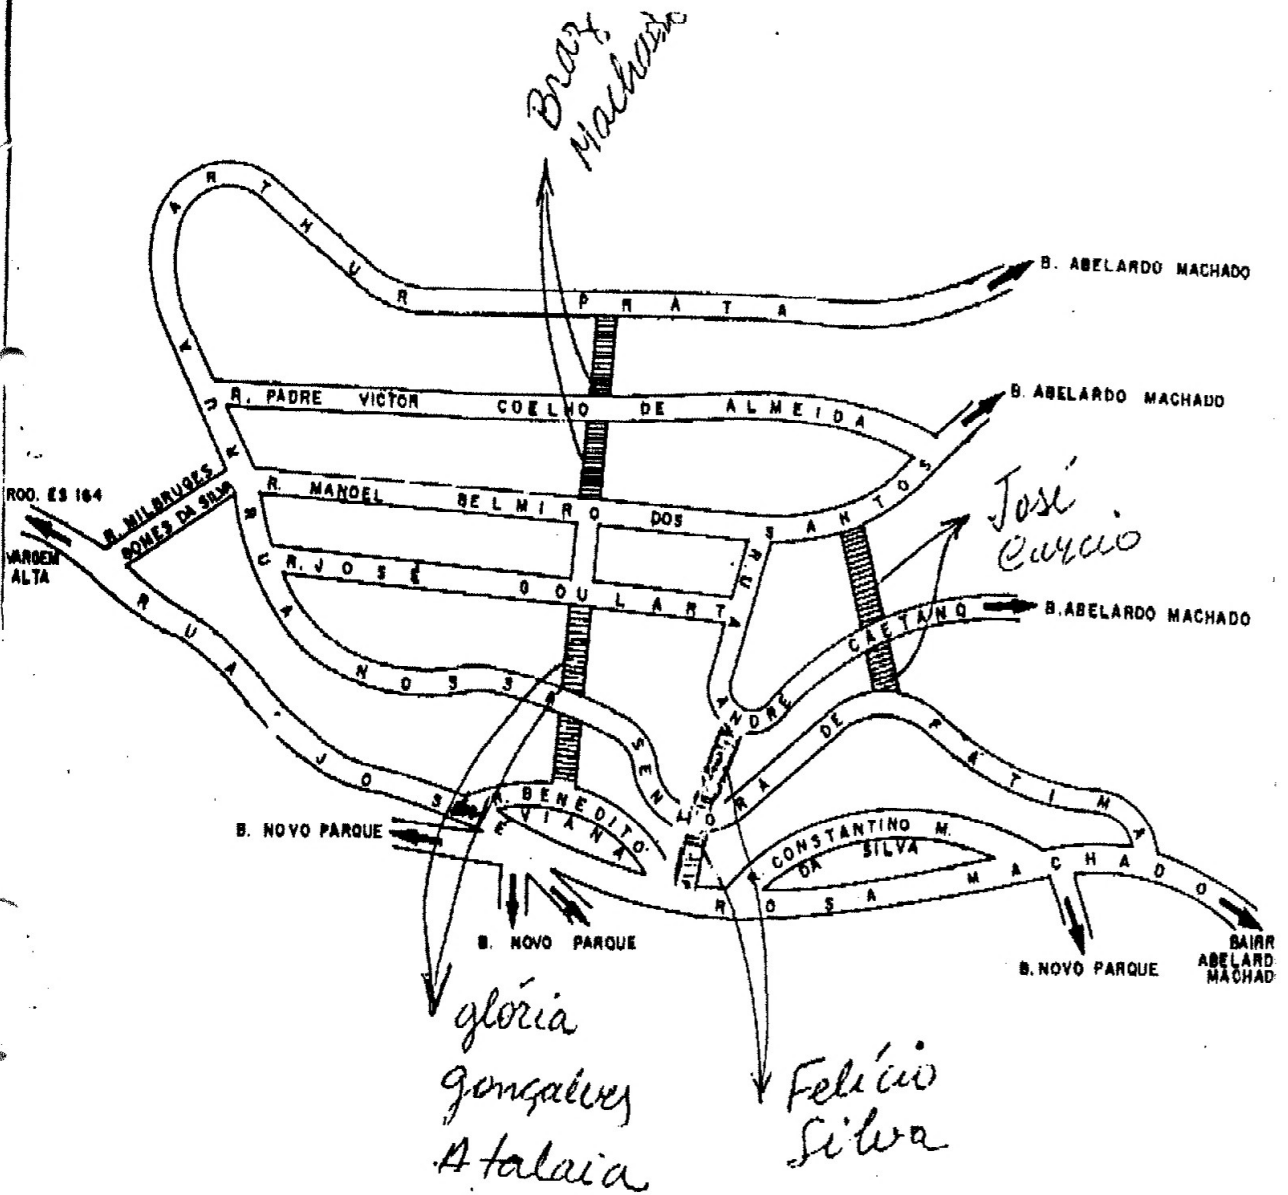 Braz
Machado
RUA ARTHUR PRATA
B. ABELARDO MACHADO
R. PADRE VICTOR COELHO DE ALMEIDA
B. ABELARDO MACHADO
R. MANOEL BELMIRO DOS SANTOS
José
Curcio
ROD. ES 164
VARGEM
ALTA
R. MILBRUGES
GOMES DA SILVA
R. JOSÉ GOULART
RUA
ANDRÉ CAETANO
B. ABELARDO MACHADO
RUA NOSSA SENHORA DE FÁTIMA
RUA JOSÉ ROSA MACHADO
R. BENEDITO
VIANA
B. NOVO PARQUE
R. CONSTANTINO M.
DA SILVA
B. NOVO PARQUE
B. NOVO PARQUE
BAIRR
ABELARD
MACHAD
glória
gonçalves
Atalaia
Felício
Silva